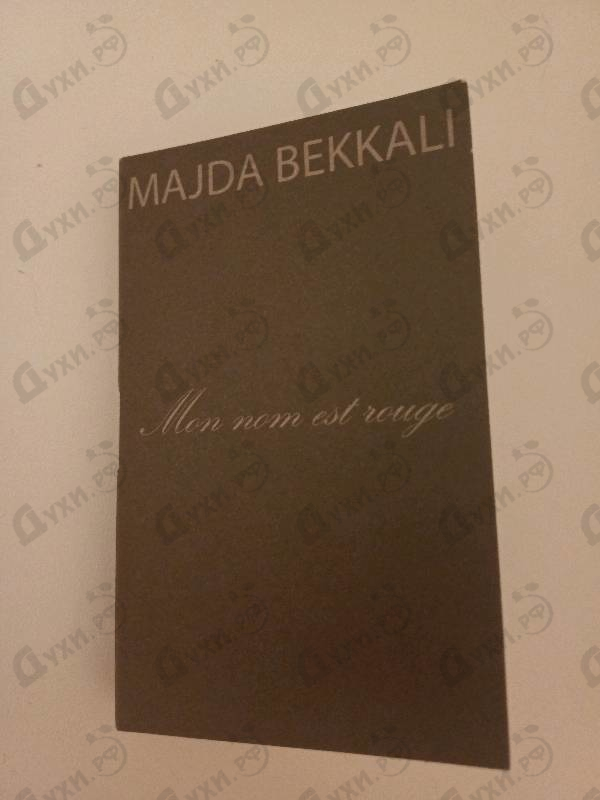 MAJDA BEKKALI
Mon nom est rouge
Духи.рф